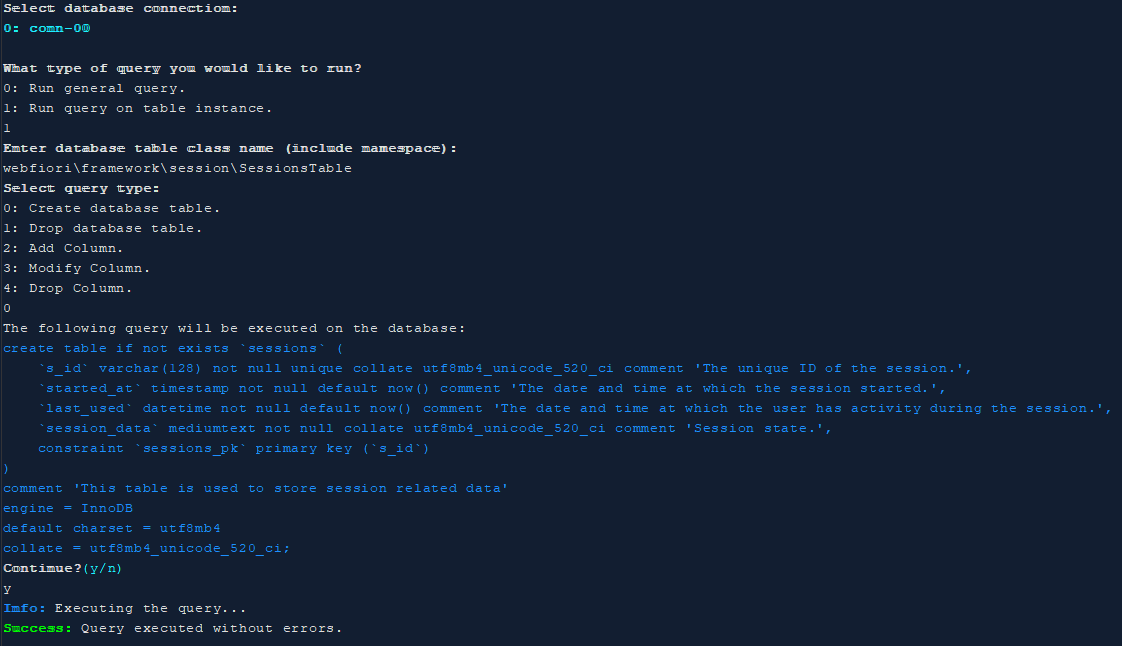 Select database connection:
0: conn-00

What type of query you would like to run?
0: Run general query.
1: Run query on table instance.
1
Enter database table class name (include namespace):
webfiori\framework\session\SessionsTable
Select query type:
0: Create database table.
1: Drop database table.
2: Add Column.
3: Modify Column.
4: Drop Column.
0
The following query will be executed on the database:
create table if not exists `sessions` (
    `s_id` varchar(128) not null unique collate utf8mb4_unicode_520_ci comment 'The unique ID of the session.',
    `started_at` timestamp not null default now() comment 'The date and time at which the session started.',
    `last_used` datetime not null default now() comment 'The date and time at which the user has activity during the session.',
    `session_data` mediumtext not null collate utf8mb4_unicode_520_ci comment 'Session state.',
    constraint `sessions_pk` primary key (`s_id`)
)
comment 'This table is used to store session related data'
engine = InnoDB
default charset = utf8mb4
collate = utf8mb4_unicode_520_ci;
Continue?(y/n)
y
Info: Executing the query...
Success: Query executed without errors.